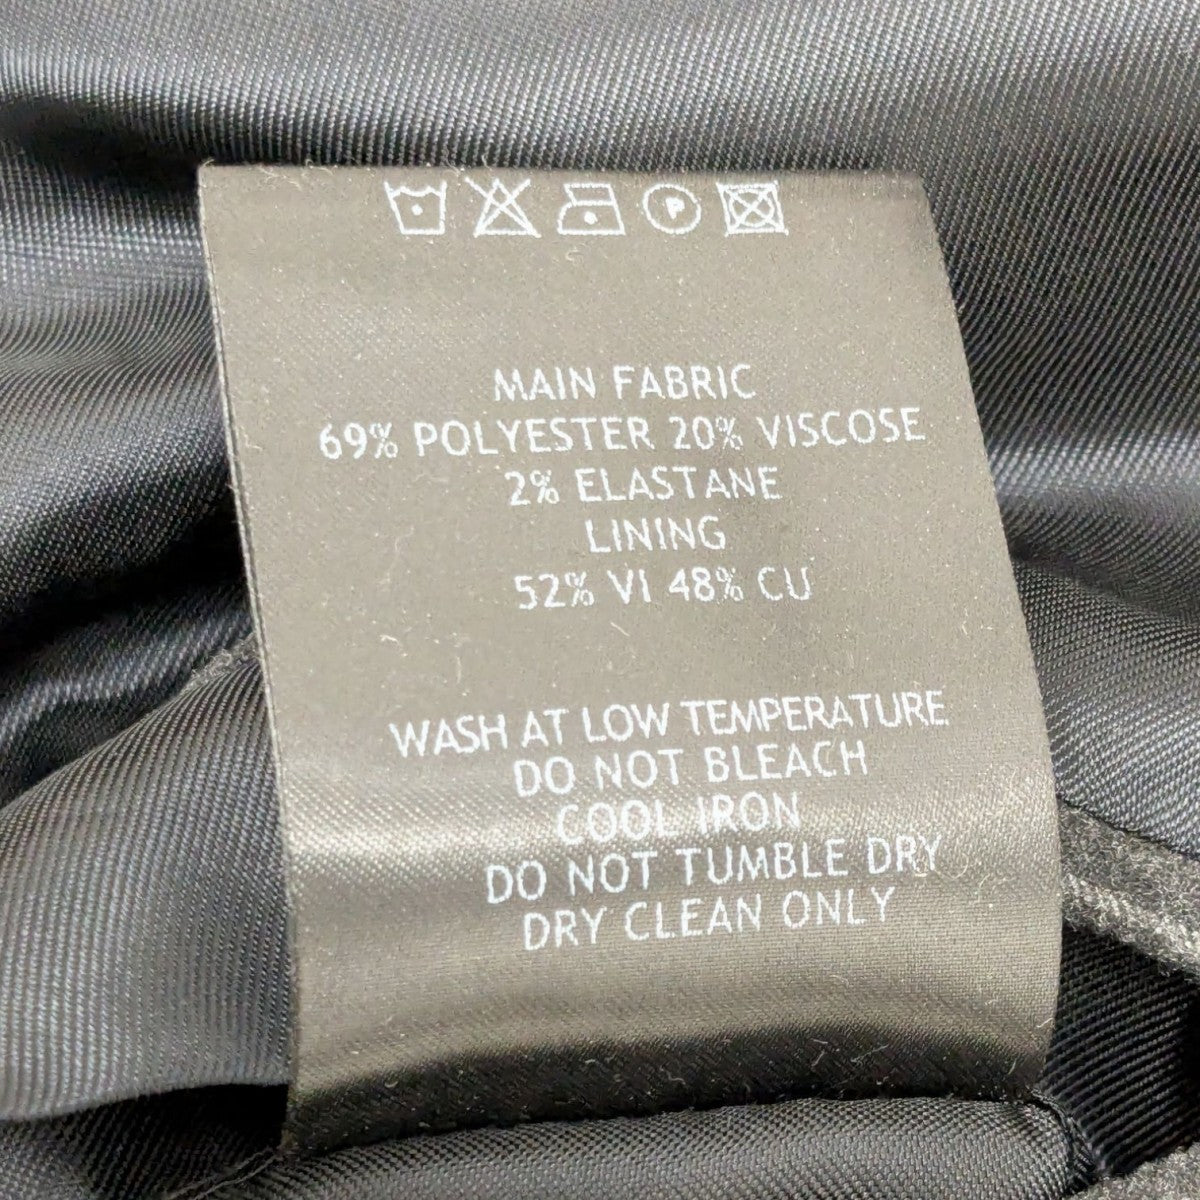 P
MAIN FABRIC
69% POLYESTER 20% VISCOSE
2% ELASTANE
LINING
52% VI 48% CU
WASH AT LOW TEMPERATURE
DO NOT BLEACH
COOL IRON
DO NOT TUMBLE DRY
DRY CLEAN ONLY